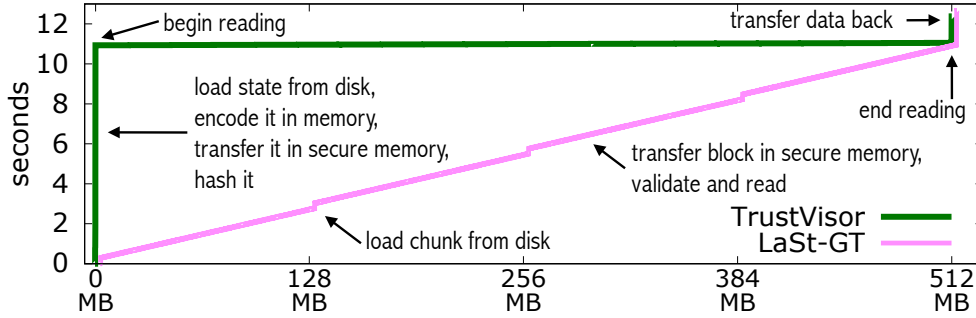 12
10
8
6
4
2
0
seconds
begin reading
transfer data back
load state from disk,
encode it in memory,
transfer it in secure memory,
hash it
end reading
transfer block in secure memory,
validate and read
load chunk from disk
TrustVisor
LaSt-GT
0 128 256 384 512
MB MB MB MB MB